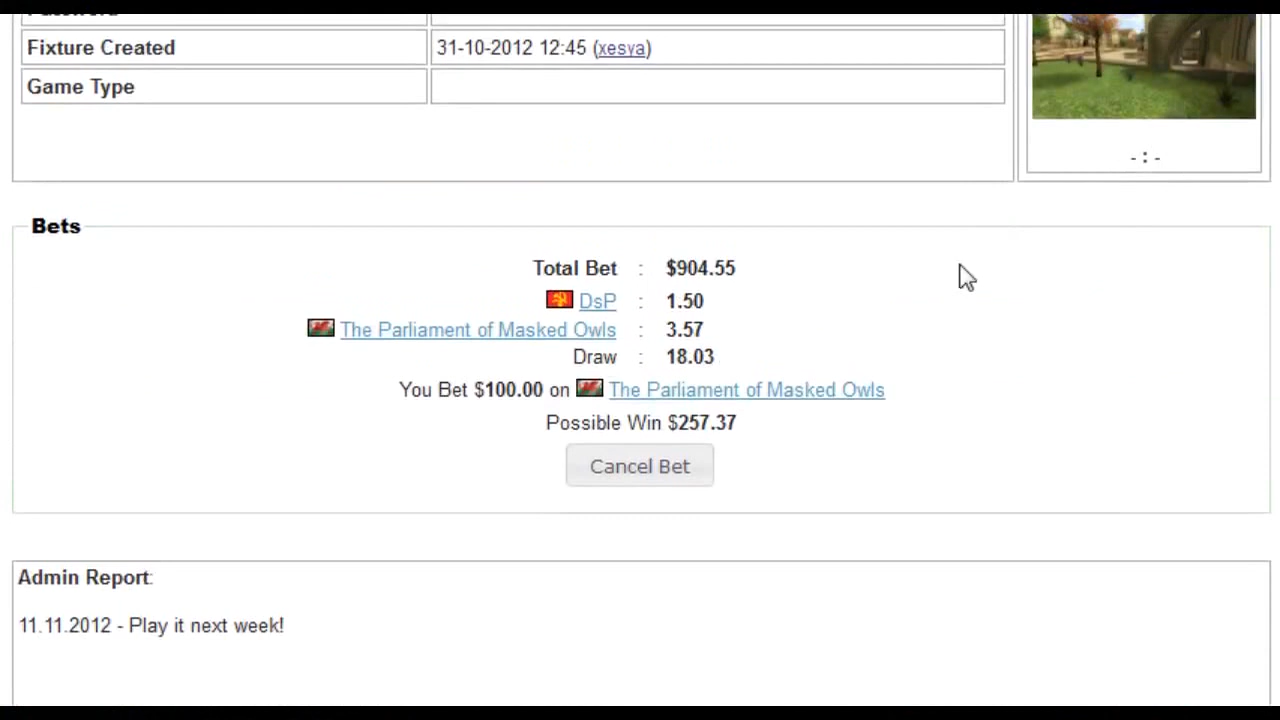 Fixture Created 31-10-2012 12:45 (xesya)
Game Type
- : -
Bets
Total Bet : $904.55
DsP : 1.50
The Parliament of Masked Owls : 3.57
Draw : 18.03
You Bet $100.00 on The Parliament of Masked Owls
Possible Win $257.37
Cancel Bet
Admin Report:
11.11.2012 - Play it next week!